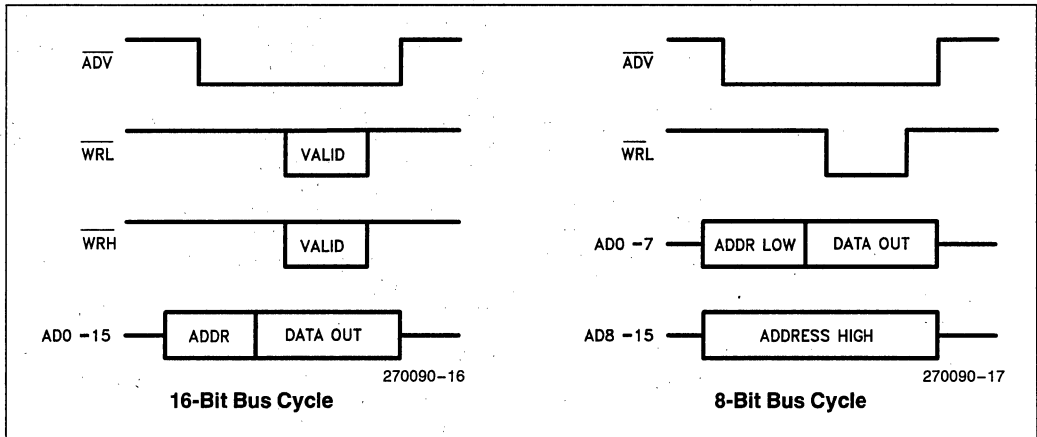 ADV
WRL
VALID
WRH
VALID
AD0 -15
ADDR
DATA OUT
270090-16
16-Bit Bus Cycle
ADV
WRL
AD0 -7
ADDR LOW
DATA OUT
AD8 -15
ADDRESS HIGH
270090-17
8-Bit Bus Cycle